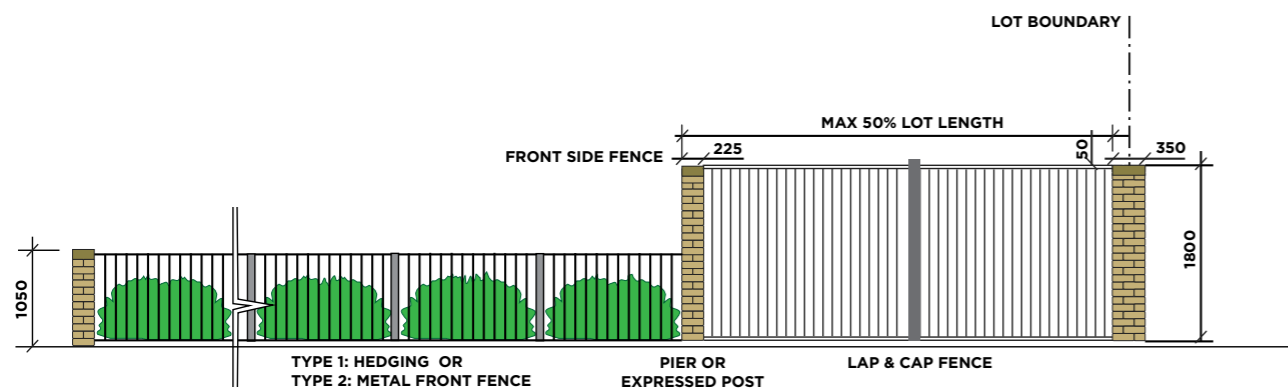 LOT BOUNDARY
MAX 50% LOT LENGTH
FRONT SIDE FENCE
225
50
350
1800
1050
TYPE 1: HEDGING OR
TYPE 2: METAL FRONT FENCE
PIER OR
EXPRESSED POST
LAP & CAP FENCE